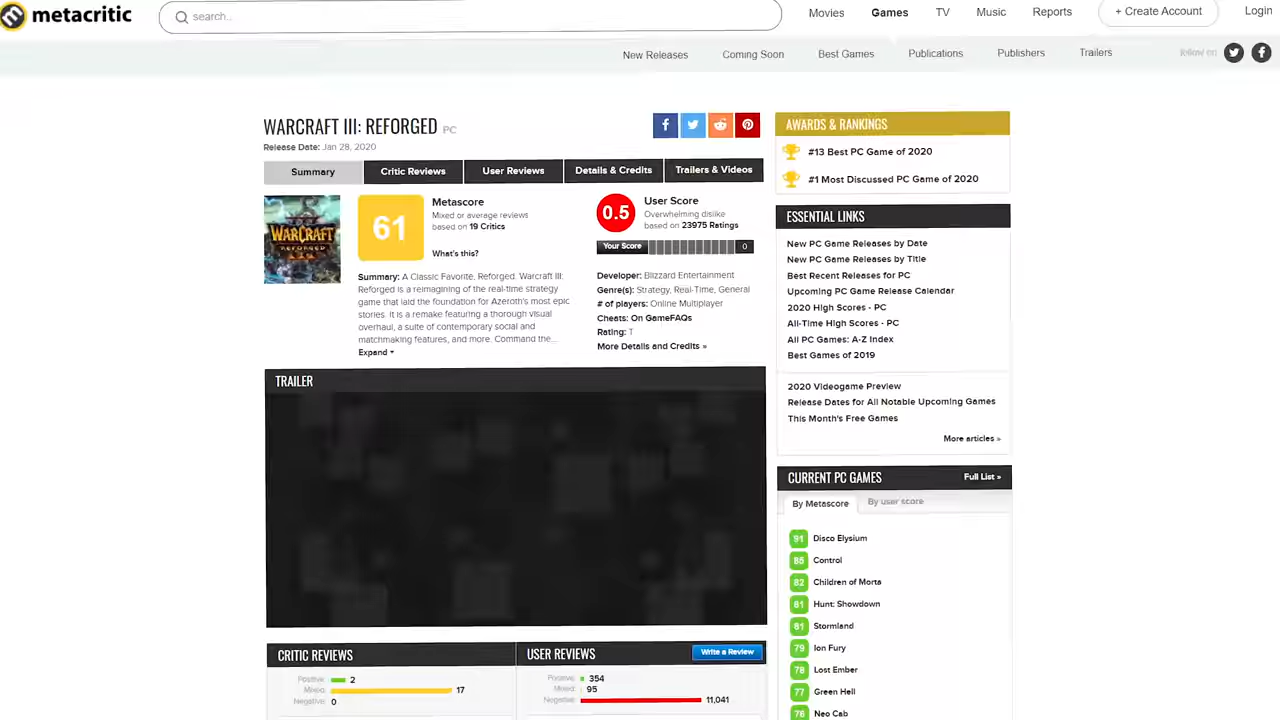 metacritic
search...
Movies
Games
TV
Music
Reports
+ Create Account
Login
New Releases
Coming Soon
Best Games
Publications
Publishers
Trailers
follow on
WARCRAFT III: REFORGED PC
Release Date: Jan 28, 2020
Summary
Critic Reviews
User Reviews
Details & Credits
Trailers & Videos
WARCRAFT
REFORGED
61
Metascore
Mixed or average reviews
based on 19 Critics
What's this?
Summary: A Classic Favorite, Reforged. Warcraft III:
Reforged is a reimagining of the real-time strategy
game that laid the foundation for Azeroth's most epic
stories. It is a remake featuring a thorough visual
overhaul, a suite of contemporary social and
matchmaking features, and more. Command the...
Expand
0.5
User Score
Overwhelming dislike
based on 23975 Ratings
Your Score
0
Developer: Blizzard Entertainment
Genre(s): Strategy, Real-Time, General
# of players: Online Multiplayer
Cheats: On GameFAQs
Rating: T
More Details and Credits »
TRAILER
CRITIC REVIEWS
Positive: 2
Mixed: 17
Negative: 0
USER REVIEWS
Write a Review
Positive: 354
Mixed: 95
Negative: 11,041
AWARDS & RANKINGS
#13 Best PC Game of 2020
#1 Most Discussed PC Game of 2020
ESSENTIAL LINKS
New PC Game Releases by Date
New PC Game Releases by Title
Best Recent Releases for PC
Upcoming PC Game Release Calendar
2020 High Scores - PC
All-Time High Scores - PC
All PC Games: A-Z Index
Best Games of 2019
2020 Videogame Preview
Release Dates for All Notable Upcoming Games
This Month's Free Games
More articles »
CURRENT PC GAMES
Full List »
By Metascore
By user score
91 Disco Elysium
85 Control
82 Children of Morta
81 Hunt: Showdown
81 Stormland
79 Ion Fury
78 Lost Ember
77 Green Hell
76 Neo Cab